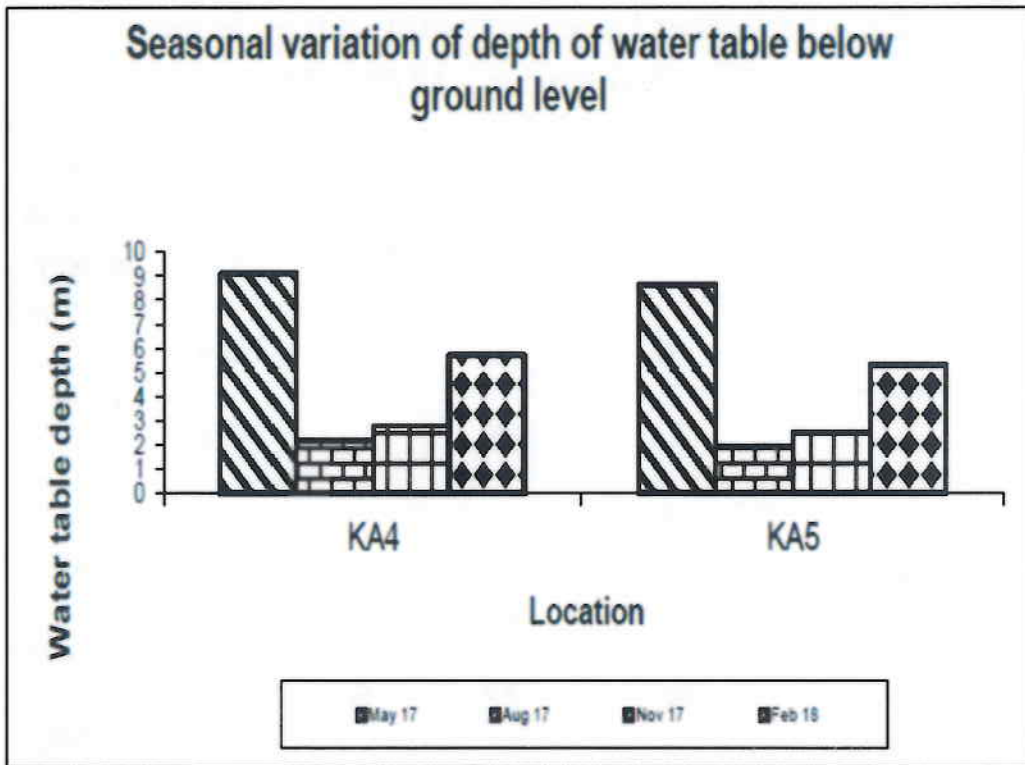 Seasonal variation of depth of water table below
ground level
Water table depth (m)
10
9
8
7
6
5
4
3
2
1
0
KA4 KA5
Location
May 17 Aug 17 Nov 17 Feb 18